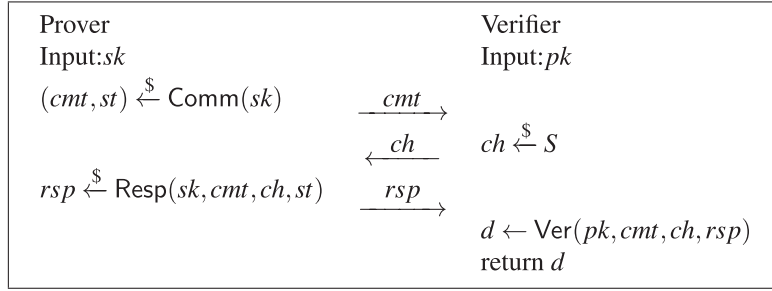 Prover Verifier
Input:sk Input:pk
(cmt,st) $← Comm(sk) cmt→
←ch ch $← S
rsp $← Resp(sk,cmt,ch,st) rsp→
d ← Ver(pk,cmt,ch,rsp)
return d